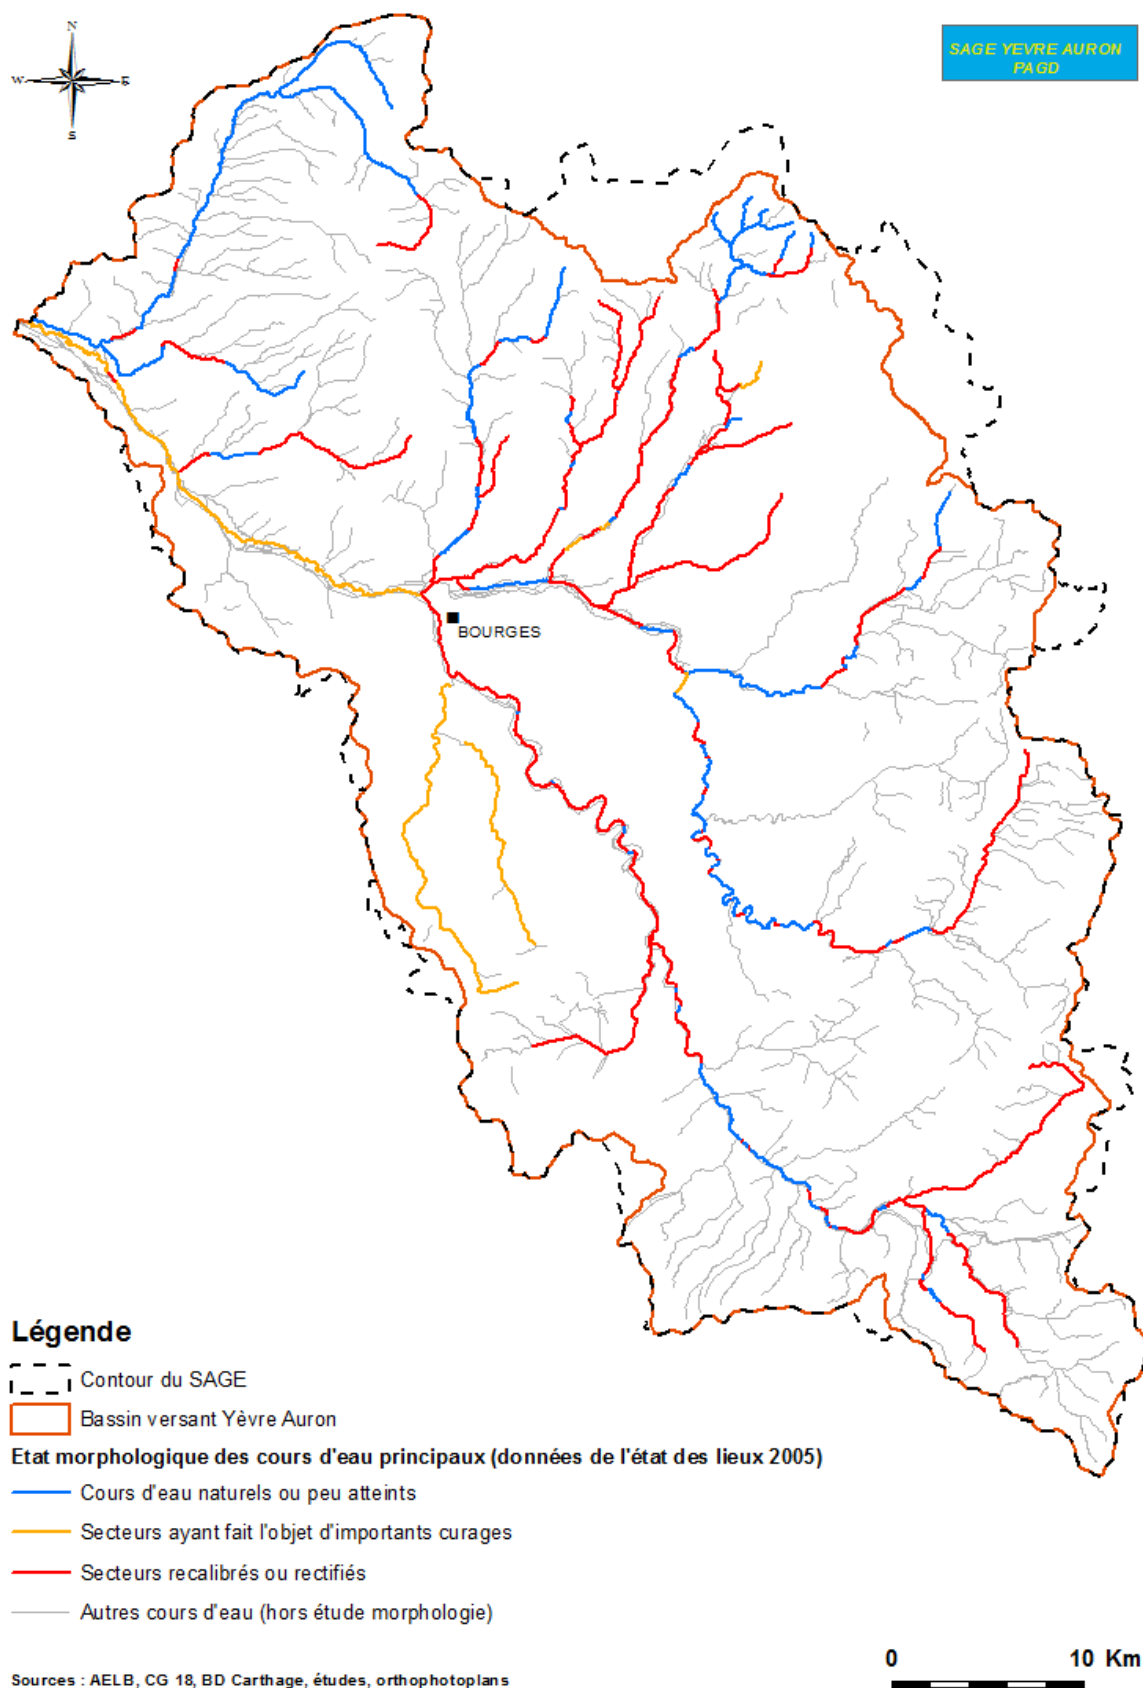 N
W
E
S
SAGE YEVRE AURON
PAGD
BOURGES
Légende
Contour du SAGE
Bassin versant Yèvre Auron
Etat morphologique des cours d'eau principaux (données de l'état des lieux 2005)
Cours d'eau naturels ou peu atteints
Secteurs ayant fait l'objet d'importants curages
Secteurs recalibrés ou rectifiés
Autres cours d'eau (hors étude morphologie)
0 10 Km
Sources : AELB, CG 18, BD Carthage, études, orthophotoplans